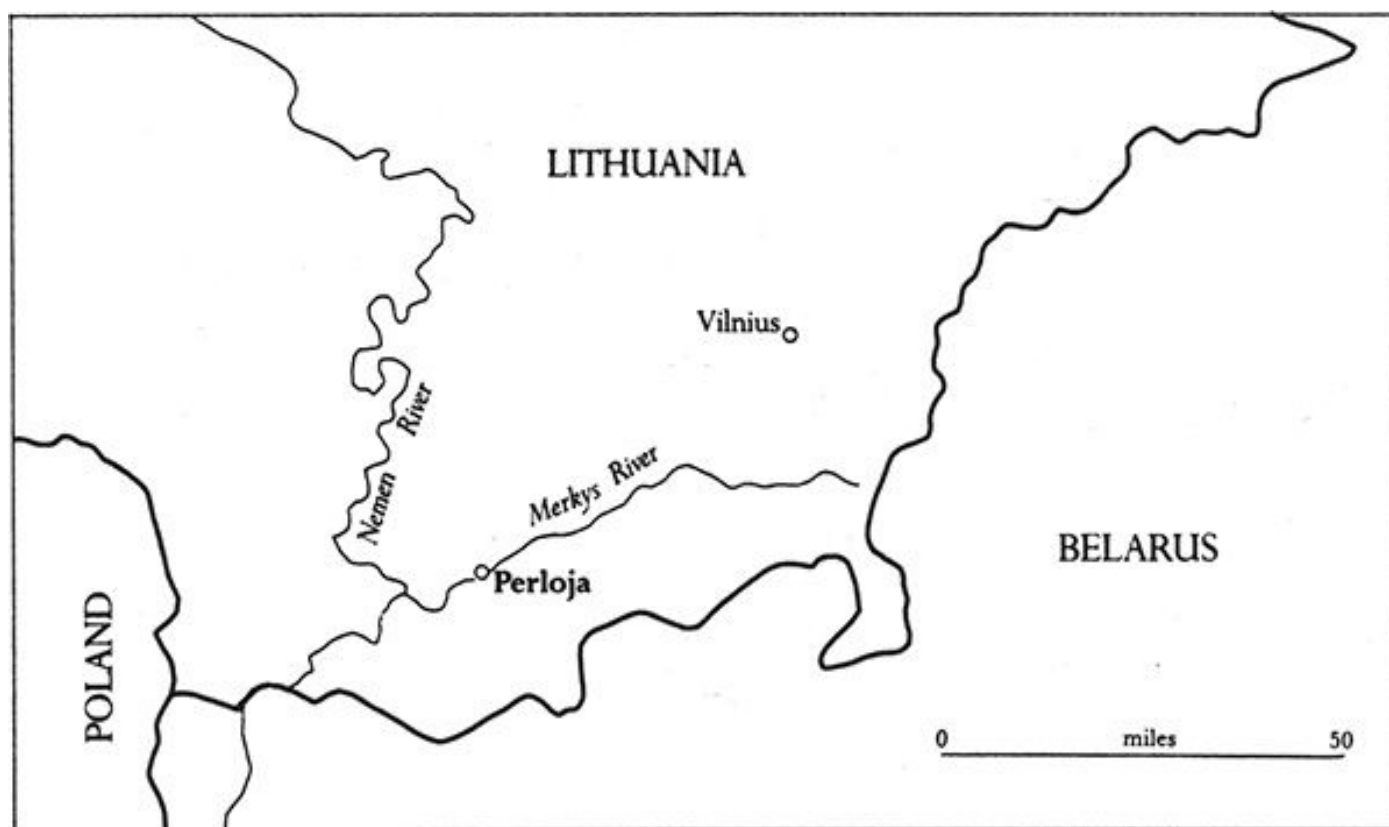 LITHUANIA
Vilnius
Nemen River
Merkys River
Perloja
BELARUS
POLAND
0 miles 50